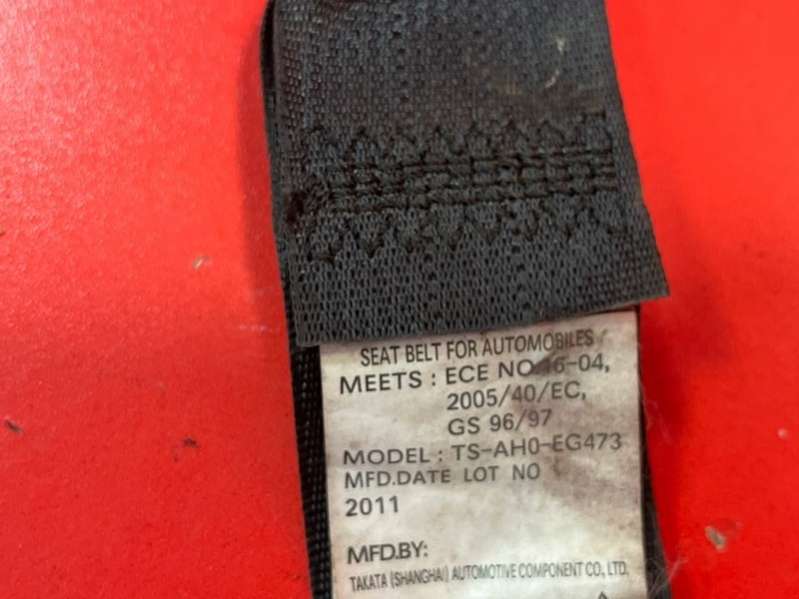 SEAT BELT FOR AUTOMOBILES
MEETS : ECE NO.16-04,
2005/40/EC,
GS 96/97
MODEL : TS-AH0-EG473
MFD.DATE LOT NO
2011
MFD.BY:
TAKATA (SHANGHAI) AUTOMOTIVE COMPONENT CO., LTD.